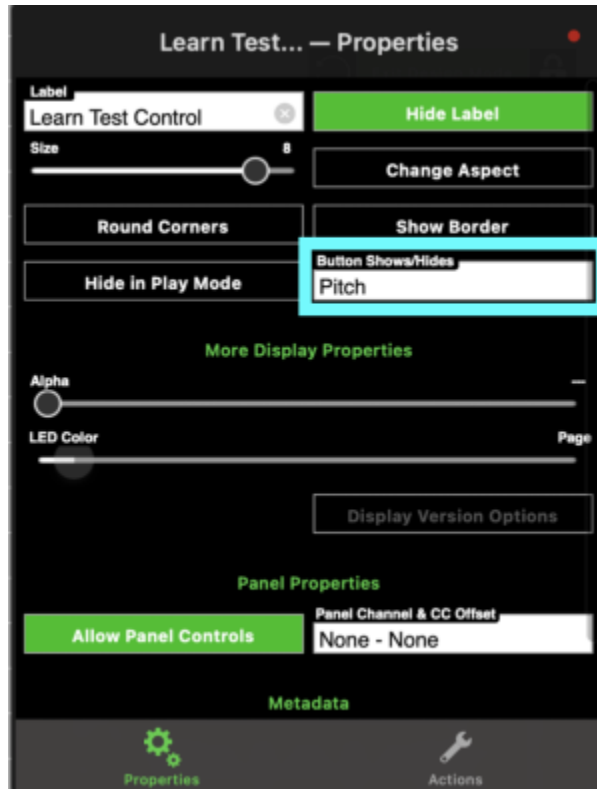 Learn Test... — Properties
Label
Learn Test Control
Hide Label
Size 8
Change Aspect
Round Corners
Show Border
Hide in Play Mode
Button Shows/Hides
Pitch
More Display Properties
Alpha —
LED Color Page
Display Version Options
Panel Properties
Allow Panel Controls
Panel Channel & CC Offset
None - None
Metadata
Properties
Actions